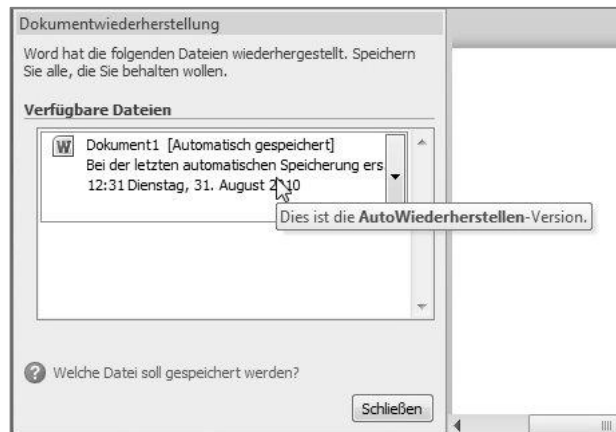 Dokumentwiederherstellung
Word hat die folgenden Dateien wiederhergestellt. Speichern
Sie alle, die Sie behalten wollen.
Verfügbare Dateien
W
Dokument1 [Automatisch gespeichert]
Bei der letzten automatischen Speicherung ers
12:31 Dienstag, 31. August
Dies ist die AutoWiederherstellen-Version.
? Welche Datei soll gespeichert werden?
Schließen